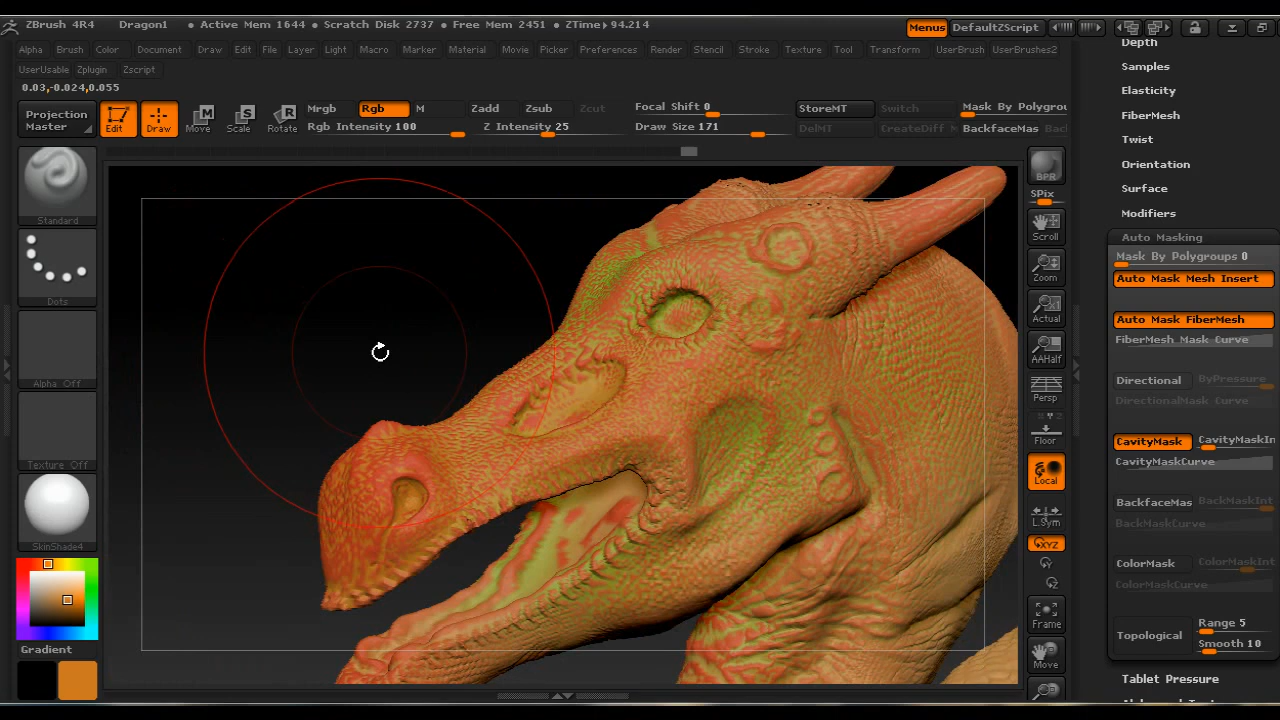 ZBrush 4R4 Dragon1 • Active Mem 1644 • Scratch Disk 2737 • Free Mem 2451 • ZTime▸94.214 Menus DefaultZScript
Alpha Brush Color Document Draw Edit File Layer Light Macro Marker Material Movie Picker Preferences Render Stencil Stroke Texture Tool Transform UserBrush UserBrushes2
UserUsable Zplugin Zscript
0.03,-0.024,0.055
Projection Master
Edit
Draw
Move
Scale
Rotate
Mrgb Rgb M Zadd Zsub Zcut
Rgb Intensity 100 Z Intensity 25
Focal Shift 0
Draw Size 171
StoreMT Switch Mask By Polygrou
DelMT CreateDiff M BackfaceMas Bac
Standard
Dots
Alpha Off
Texture Off
SkinShade4
Gradient
BPR
SPix
Scroll
Zoom
Actual
AAHalf
Persp
Floor
Local
L.Sym
XYZ
Frame
Move
Depth
Samples
Elasticity
FiberMesh
Twist
Orientation
Surface
Modifiers
Auto Masking
Mask By Polygroups 0
Auto Mask Mesh Insert
Auto Mask FiberMesh
FiberMesh Mask Curve
Directional ByPressure
DirectionalMask Curve
CavityMask CavityMaskIn
CavityMaskCurve
BackfaceMas BackMaskInt
BackMaskCurve
ColorMask ColorMaskInt
ColorMaskCurve
Topological Range 5
Smooth 10
Tablet Pressure